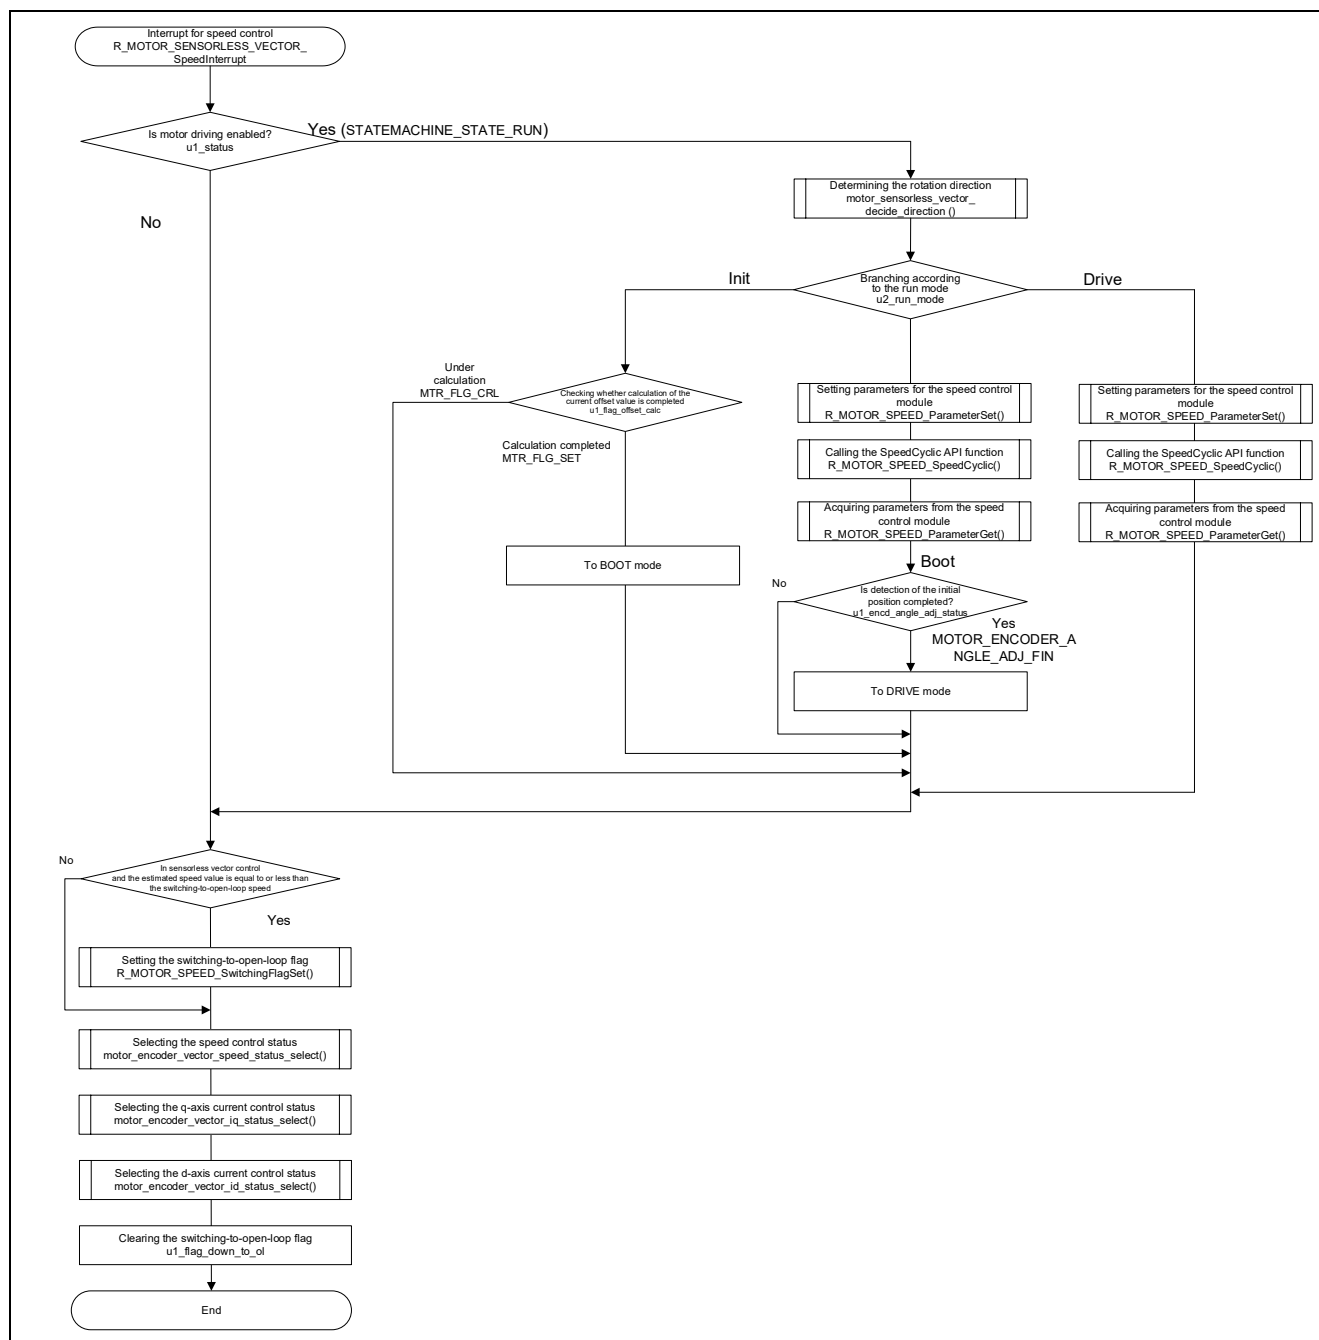 Interrupt for speed control
R_MOTOR_SENSORLESS_VECTOR_
SpeedInterrupt
Is motor driving enabled?
u1_status
Yes (STATEMACHINE_STATE_RUN)
No
Determining the rotation direction
motor_sensorless_vector_
decide_direction ()
Branching according
to the run mode
u2_run_mode
Init
Drive
Under
calculation
MTR_FLG_CRL
Checking whether calculation of the
current offset value is completed
u1_flag_offset_calc
Calculation completed
MTR_FLG_SET
To BOOT mode
Setting parameters for the speed control
module
R_MOTOR_SPEED_ParameterSet()
Calling the SpeedCyclic API function
R_MOTOR_SPEED_SpeedCyclic()
Acquiring parameters from the speed
control module
R_MOTOR_SPEED_ParameterGet()
Boot
Setting parameters for the speed control
module
R_MOTOR_SPEED_ParameterSet()
Calling the SpeedCyclic API function
R_MOTOR_SPEED_SpeedCyclic()
Acquiring parameters from the speed
control module
R_MOTOR_SPEED_ParameterGet()
No
Is detection of the initial
position completed?
u1_encd_angle_adj_status
Yes
MOTOR_ENCODER_A
NGLE_ADJ_FIN
To DRIVE mode
No
In sensorless vector control
and the estimated speed value is equal to or less than
the switching-to-open-loop speed
Yes
Setting the switching-to-open-loop flag
R_MOTOR_SPEED_SwitchingFlagSet()
Selecting the speed control status
motor_encoder_vector_speed_status_select()
Selecting the q-axis current control status
motor_encoder_vector_iq_status_select()
Selecting the d-axis current control status
motor_encoder_vector_id_status_select()
Clearing the switching-to-open-loop flag
u1_flag_down_to_ol
End